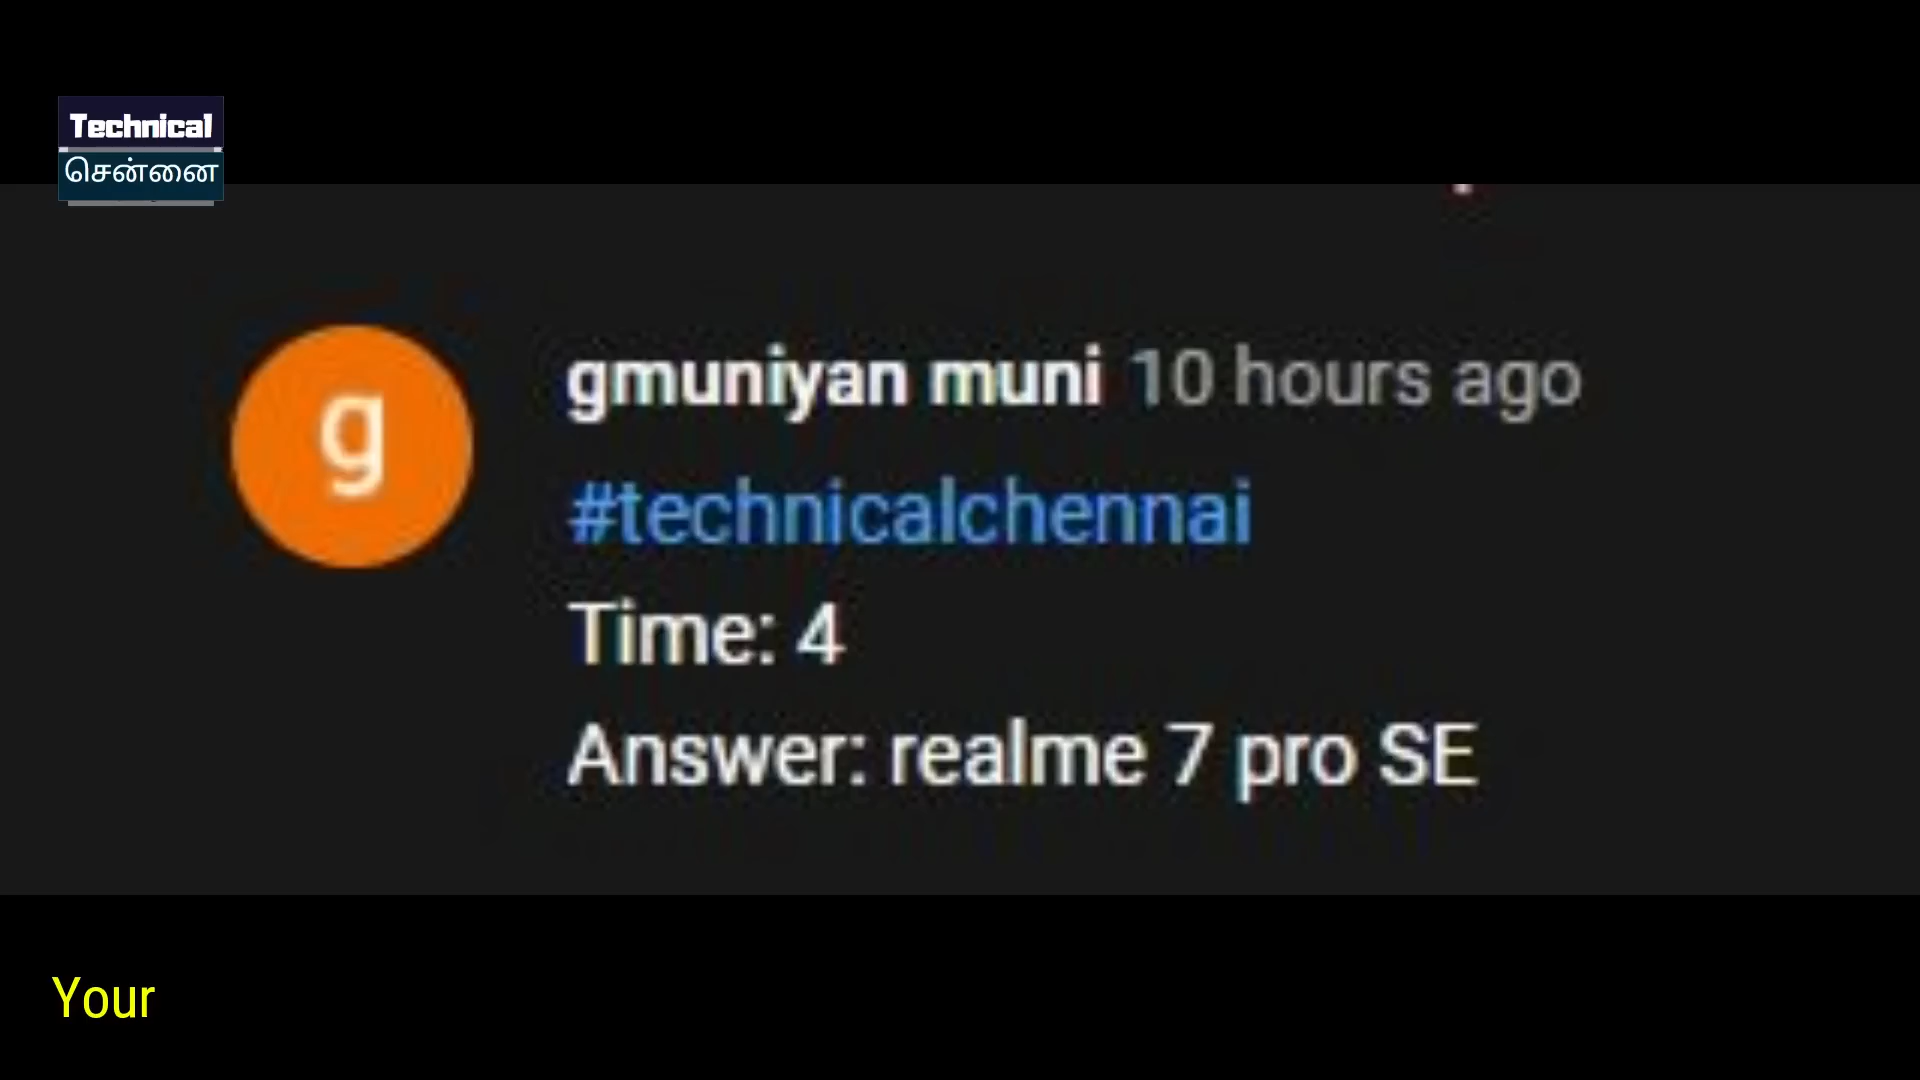 Technical
சென்னை
g
gmuniyan muni 10 hours ago
#technicalchennai
Time: 4
Answer: realme 7 pro SE
Your